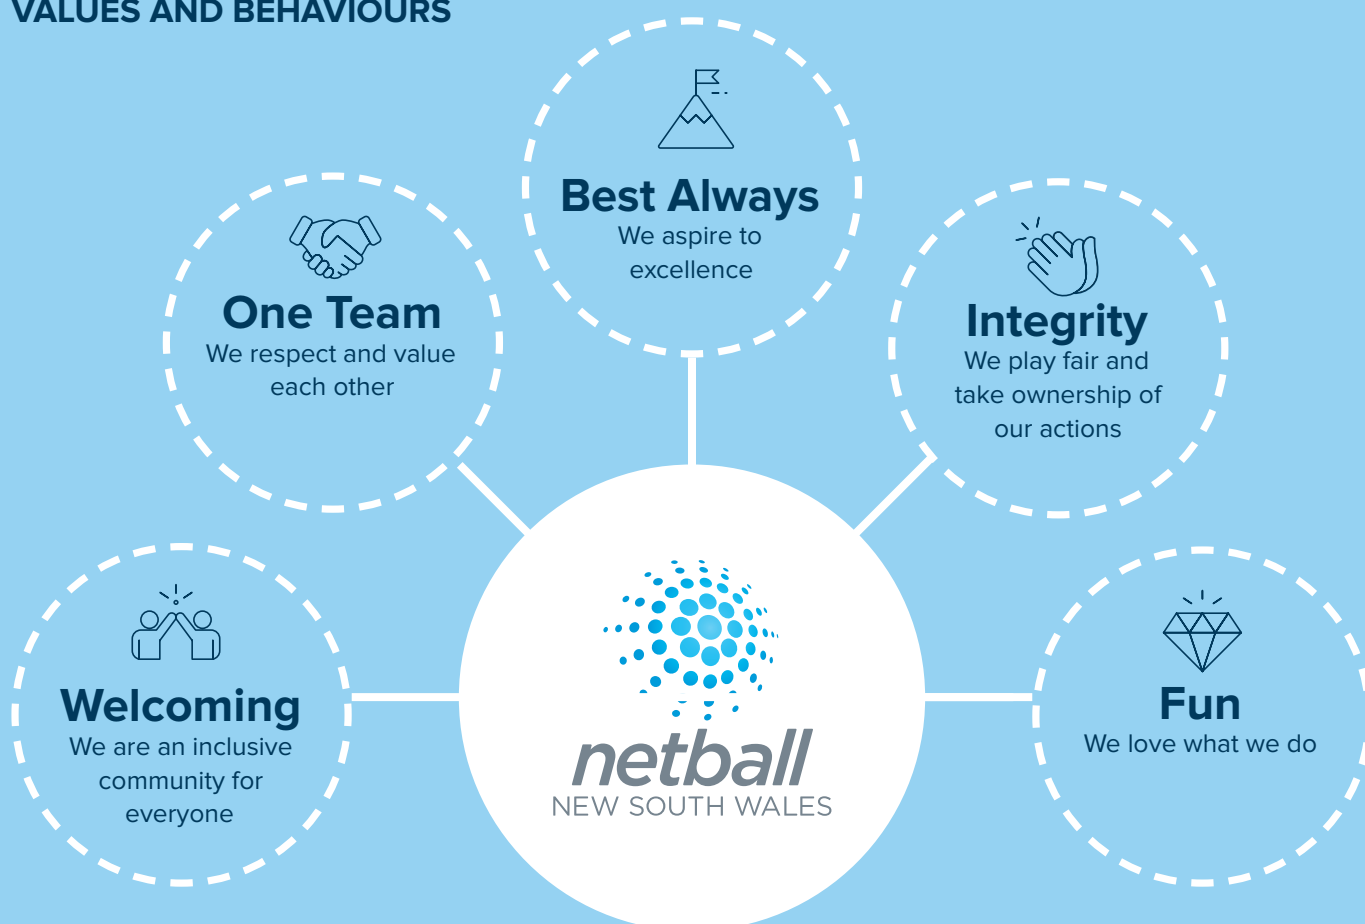 VALUES AND BEHAVIOURS
Best Always
We aspire to
excellence
One Team
We respect and value
each other
Integrity
We play fair and
take ownership of
our actions
Welcoming
We are an inclusive
community for
everyone
Fun
We love what we do
netball
NEW SOUTH WALES